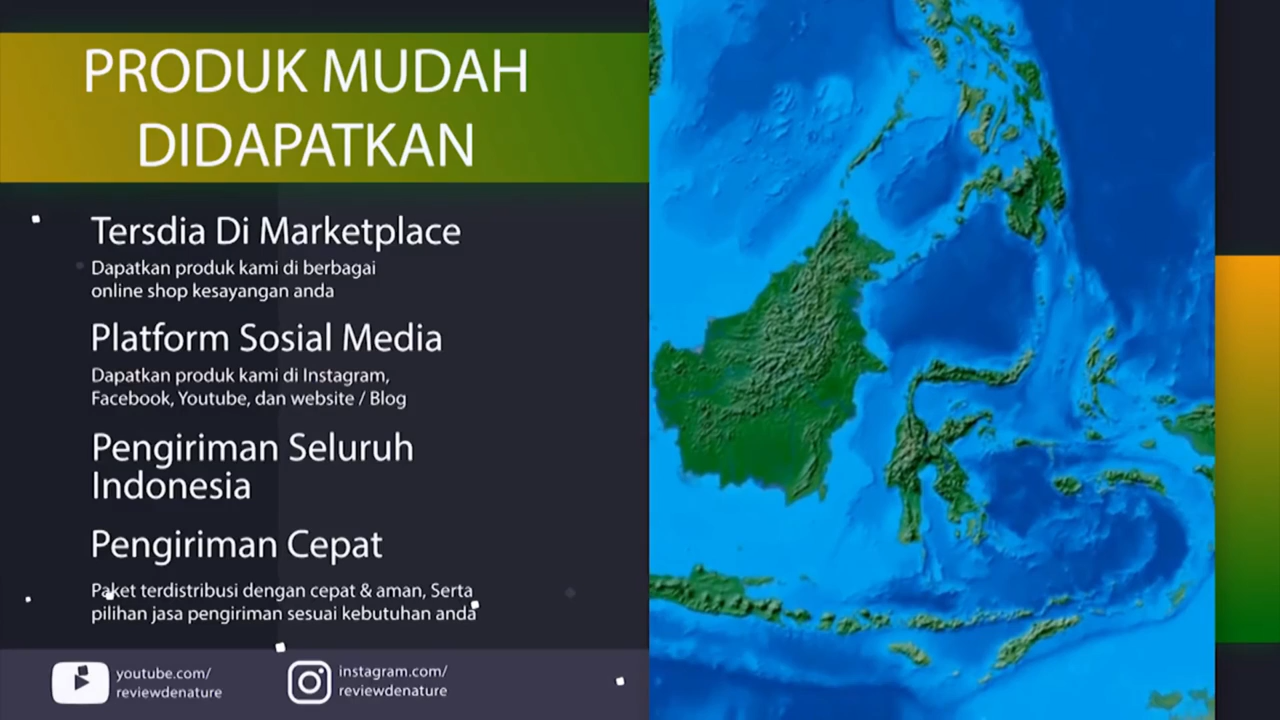 PRODUK MUDAH
DIDAPATKAN
Tersdia Di Marketplace
Dapatkan produk kami di berbagai
online shop kesayangan anda
Platform Sosial Media
Dapatkan produk kami di Instagram,
Facebook, Youtube, dan website / Blog
Pengiriman Seluruh
Indonesia
Pengiriman Cepat
Paket terdistribusi dengan cepat & aman, Serta
pilihan jasa pengiriman sesuai kebutuhan anda
youtube.com/
reviewdenature
instagram.com/
reviewdenature